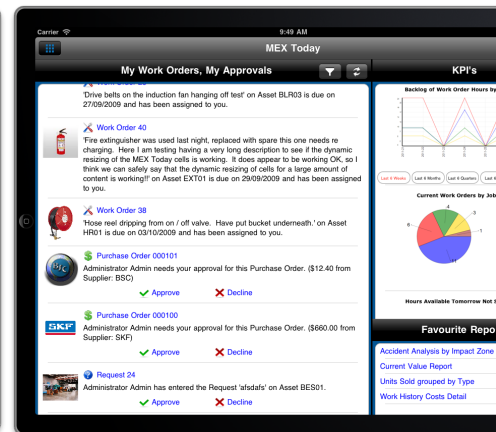 Carrier 9:49 AM
MEX Today
My Work Orders, My Approvals
'Drive belts on the induction fan hanging off test' on Asset BLR03 is due on
27/09/2009 and has been assigned to you.
Work Order 40
'Fire extinguisher was used last night, replaced with spare this one needs re
charging. Here I am testing having a very long description to see if the dynamic
resizing of the MEX Today cells is working. It does appear to be working OK, so I
think we can safely say that the dynamic resizing of cells for a large amount of
content is working!!' on Asset EXT01 is due on 29/09/2009 and has been assigned
to you.
Work Order 38
'Hose reel dripping from on / off valve. Have put bucket underneath.' on Asset
HR01 is due on 03/10/2009 and has been assigned to you.
BSC
Purchase Order 000101
Administrator Admin needs your approval for this Purchase Order. ($12.40 from
Supplier: BSC)
Approve Decline
SKF
Purchase Order 000100
Administrator Admin needs your approval for this Purchase Order. ($660.00 from
Supplier: SKF)
Approve Decline
Request 24
Administrator Admin has entered the Request 'afsdafs' on Asset BES01.
Approve Decline
KPI's
Backlog of Work Order Hours by
Last 6 Weeks Last 6 Months Last 6 Quarters Last 6
Current Work Orders by Job
4
3
6
1
Hours Available Tomorrow Not S
Favourite Repo
Accident Analysis by Impact Zone
Current Value Report
Units Sold grouped by Type
Work History Costs Detail